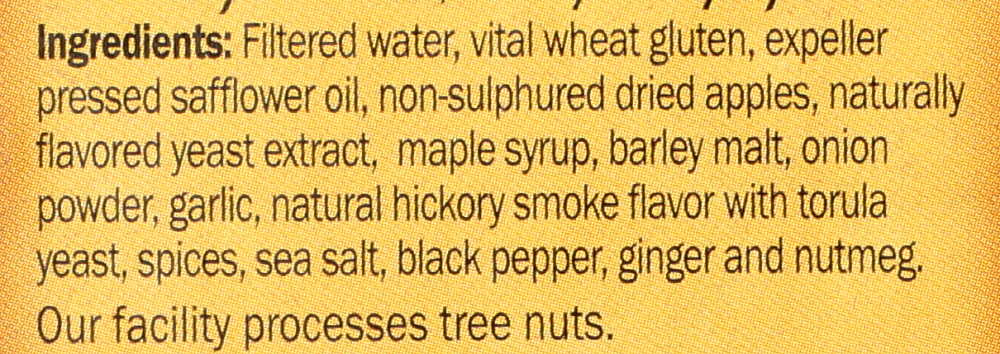 Ingredients: Filtered water, vital wheat gluten, expeller
pressed safflower oil, non-sulphured dried apples, naturally
flavored yeast extract, maple syrup, barley malt, onion
powder, garlic, natural hickory smoke flavor with torula
yeast, spices, sea salt, black pepper, ginger and nutmeg.
Our facility processes tree nuts.